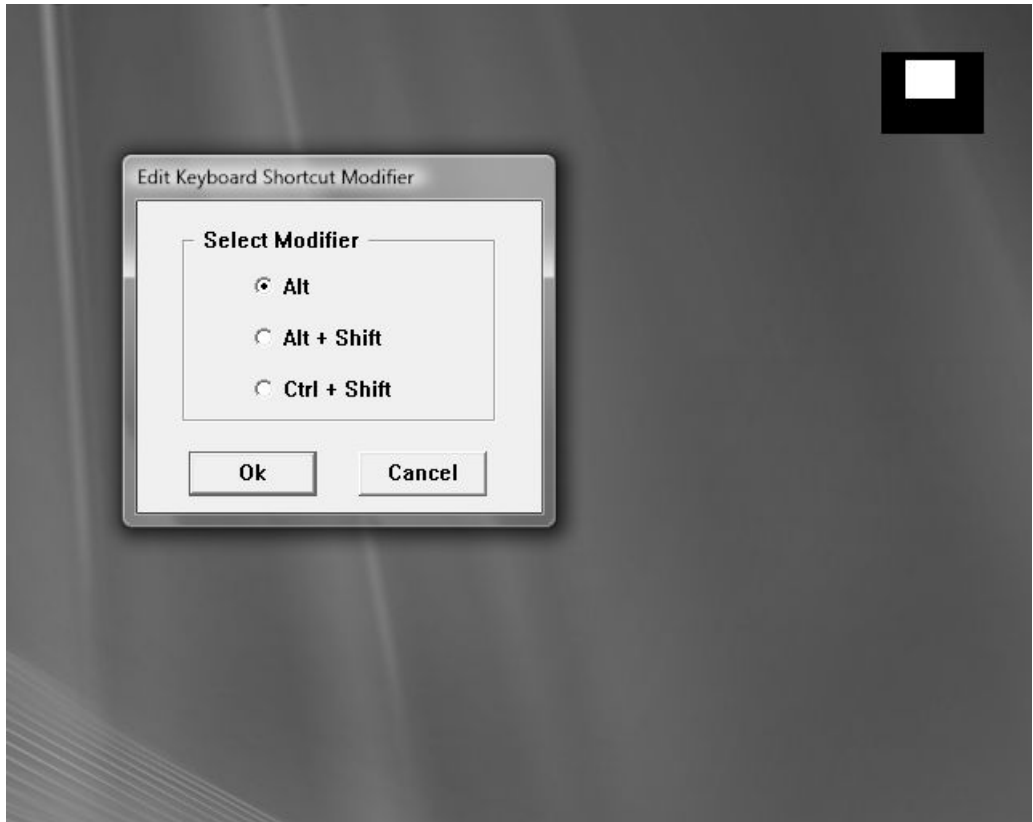 Edit Keyboard Shortcut Modifier
Select Modifier
Alt
Alt + Shift
Ctrl + Shift
Ok
Cancel